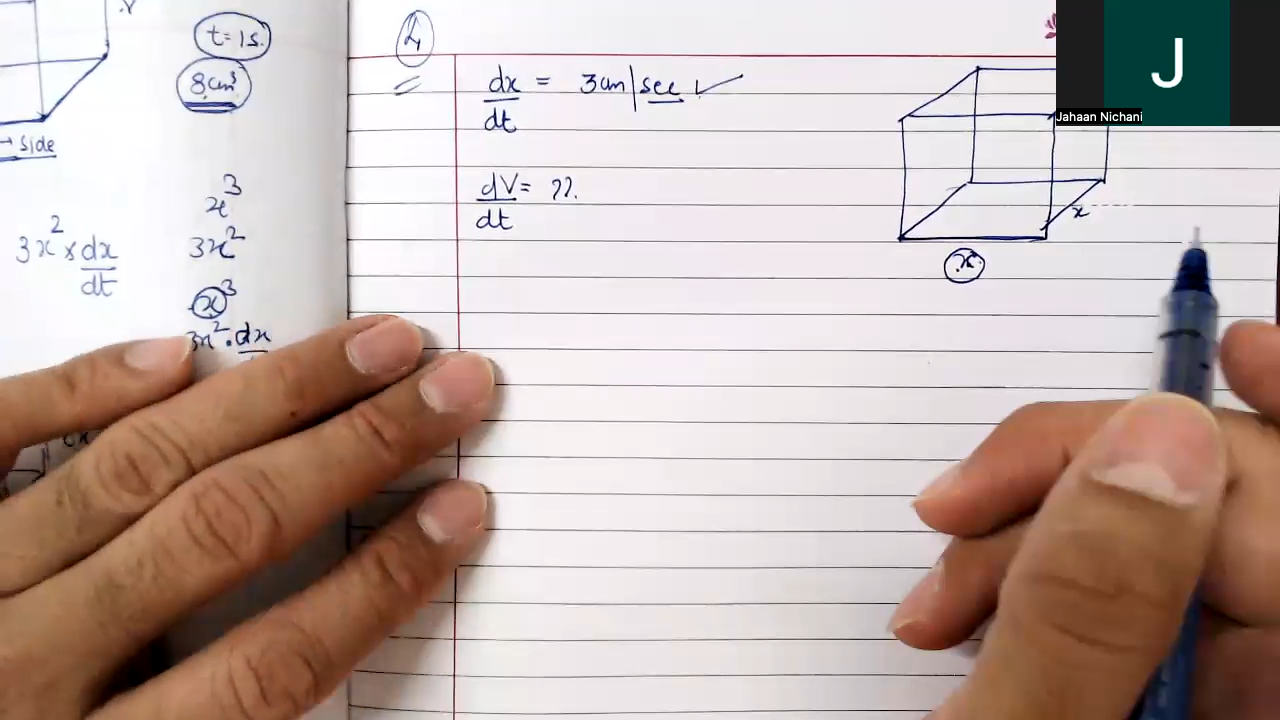 t = 1s.
8cm³
→ side
x³
3x² × dx/dt
3x²
x³
3x² . dx
2
dx/dt = 3cm/sec ✓
dV/dt = ??.
x
x
J
Jahaan Nichani